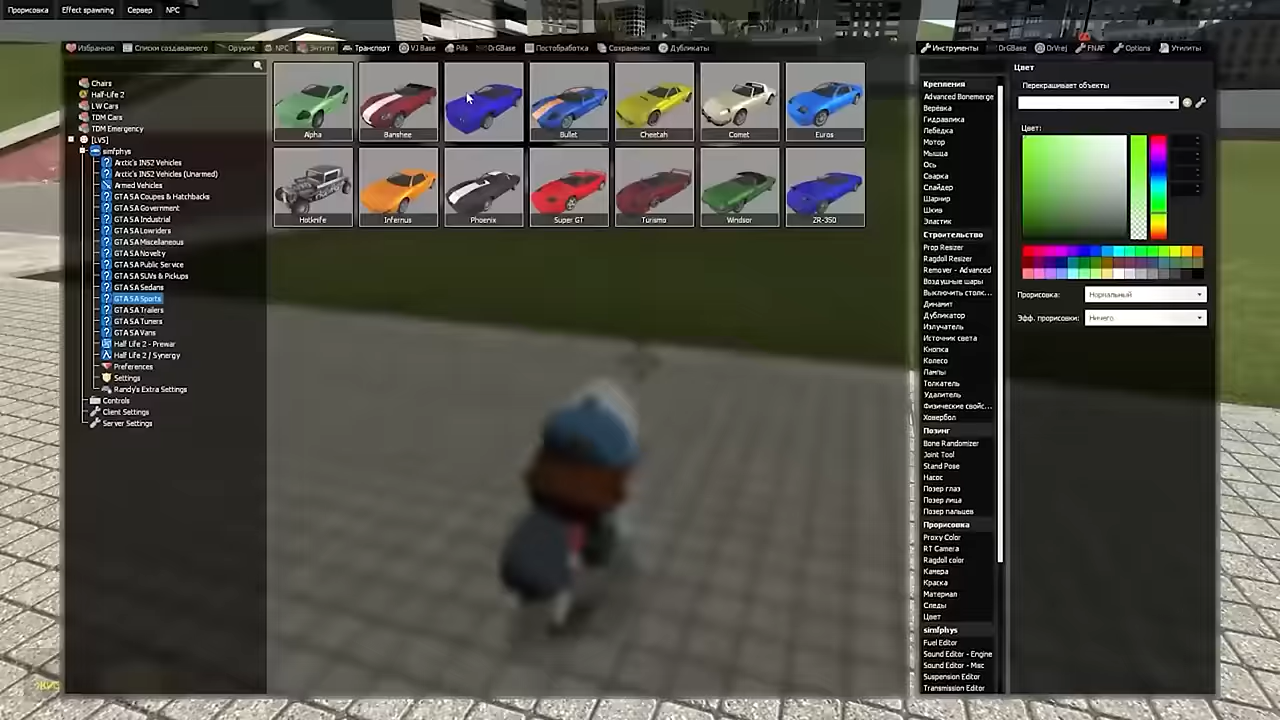 Прорисовка Effect spawning Сервер NPC
Избранное Списки создаваемого Оружие NPC Энтити Транспорт VJ Base Pills DrGBase Постобработка Сохранения Дубликаты
Chairs
Half-Life 2
LW Cars
TDM Cars
TDM Emergency
[LVS]
simfphys
Arctic's INS2 Vehicles
Arctic's INS2 Vehicles (Unarmed)
Armed Vehicles
GTA SA Coupes & Hatchbacks
GTA SA Government
GTA SA Industrial
GTA SA Lowriders
GTA SA Miscellaneous
GTA SA Novelty
GTA SA Public Service
GTA SA SUVs & Pickups
GTA SA Sedans
GTA SA Sports
GTA SA Trailers
GTA SA Tuners
GTA SA Vans
Half Life 2 - Prewar
Half Life 2 / Synergy
Preferences
Settings
Randy's Extra Settings
Controls
Client Settings
Server Settings
Alpha Banshee Bullet Cheetah Comet Euros
Hotknife Infernus Phoenix Super GT Turismo Windsor ZR-350
Инструменты DrGBase DrVrej FNAF Options Утилиты
Крепления
Advanced Bonemerge
Верёвка
Гидравлика
Лебёдка
Мотор
Мышца
Ось
Сварка
Слайдер
Шарнир
Шкив
Эластик
Строительство
Prop Resizer
Ragdoll Resizer
Remover - Advanced
Воздушные шары
Выключить столк...
Динамит
Дубликатор
Излучатель
Источник света
Кнопка
Колесо
Лампы
Толкатель
Удалитель
Физические свойс...
Ховербол
Позинг
Bone Randomizer
Joint Tool
Stand Pose
Насос
Позер глаз
Позер лица
Позер пальцев
Прорисовка
Proxy Color
RT Camera
Ragdoll color
Камера
Краска
Материал
Следы
Цвет
simfphys
Fuel Editor
Sound Editor - Engine
Sound Editor - Misc
Suspension Editor
Transmission Editor
Цвет
Перекрашивает объекты
Цвет:
Прорисовка: Нормальный
Эфф. прорисовки: Ничего